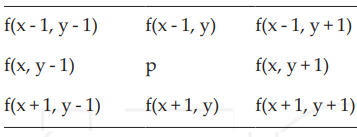 f(x - 1, y - 1) f(x - 1, y) f(x - 1, y + 1)
f(x, y - 1) p f(x, y + 1)
f(x + 1, y - 1) f(x + 1, y) f(x + 1, y + 1)